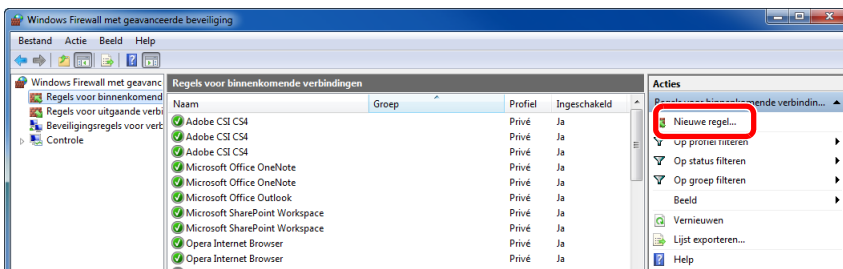 Windows Firewall met geavanceerde beveiliging
Bestand Actie Beeld Help
Windows Firewall met geavanc
Regels voor binnenkomend
Regels voor uitgaande verbi
Beveiligingsregels voor verb
Controle
Regels voor binnenkomende verbindingen
Naam Groep Profiel Ingeschakeld
Adobe CSI CS4 Privé Ja
Adobe CSI CS4 Privé Ja
Adobe CSI CS4 Privé Ja
Microsoft Office OneNote Privé Ja
Microsoft Office OneNote Privé Ja
Microsoft Office Outlook Privé Ja
Microsoft SharePoint Workspace Privé Ja
Microsoft SharePoint Workspace Privé Ja
Opera Internet Browser Privé Ja
Opera Internet Browser Privé Ja
Acties
Regels voor binnenkomende verbindin...
Nieuwe regel...
Op profiel filteren
Op status filteren
Op groep filteren
Beeld
Vernieuwen
Lijst exporteren...
Help